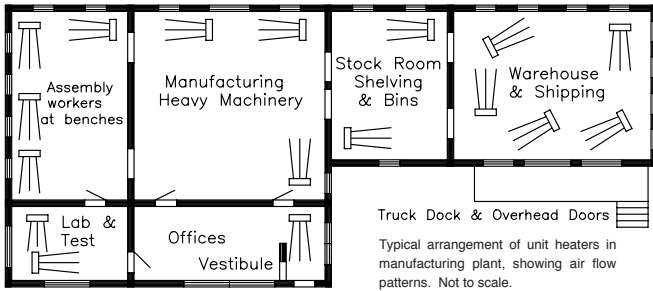 Assembly
workers
at benches
Manufacturing
Heavy Machinery
Stock Room
Shelving
& Bins
Warehouse
& Shipping
Lab &
Test
Offices
Vestibule
Truck Dock & Overhead Doors
Typical arrangement of unit heaters in
manufacturing plant, showing air flow
patterns. Not to scale.